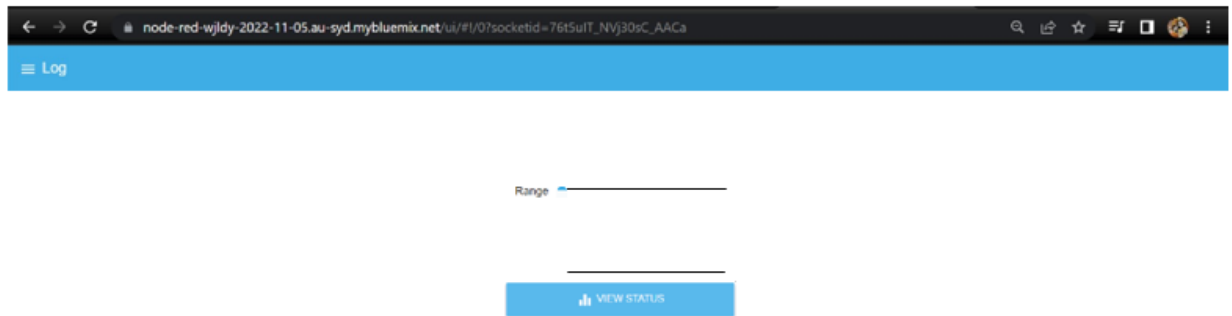 node-red-wjldy-2022-11-05.au-syd.mybluemix.net/ui/#!/0?socketid=76t5uIT_NVj30sC_AACa
Log
Range
VIEW STATUS